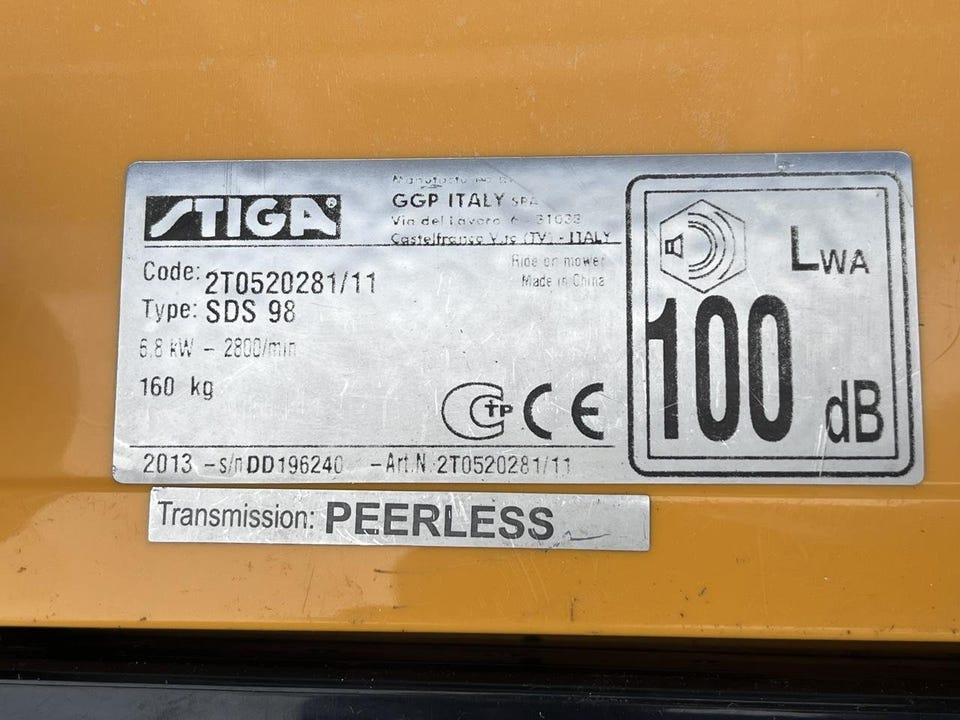 STIGA®
GGP ITALY SPA
Via del Lavoro 6 - 31033
Castelfranco V.to (TV) - ITALY
Ride on mower
Made in China
Code: 2T0520281/11
Type: SDS 98
6.8 kW - 2800/min
160 kg
CTP CE
2013 - s/n DD196240 - Art.N. 2T0520281/11
LWA
100
dB
Transmission: PEERLESS